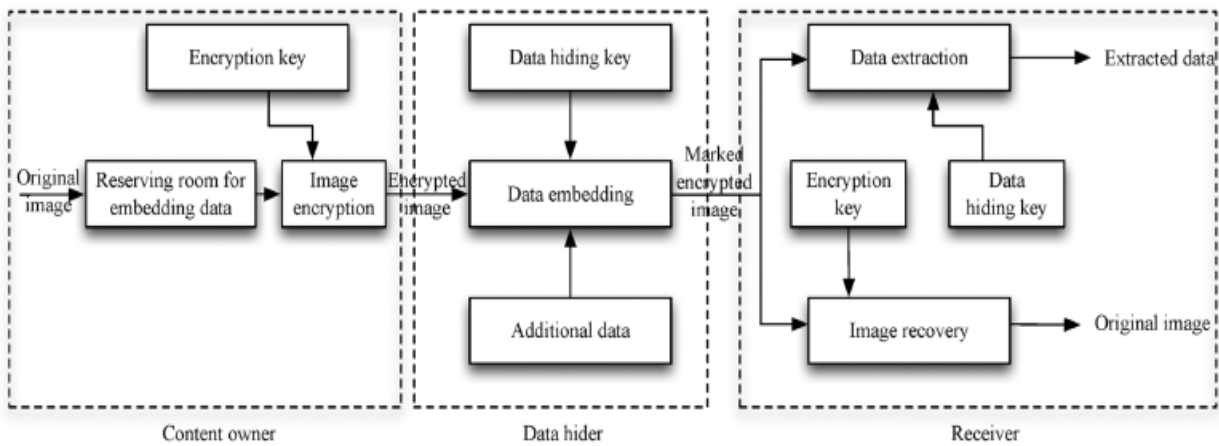 Encryption key
Original
image
Reserving room for
embedding data
Image
encryption
Encrypted
image
Content owner
Data hiding key
Data embedding
Additional data
Marked
encrypted
image
Data hider
Data extraction
Extracted data
Encryption
key
Data
hiding key
Image recovery
Original image
Receiver